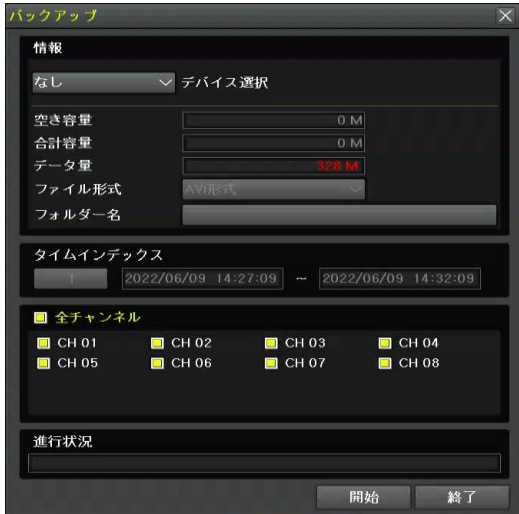 バックアップ
情報
なし デバイス選択
空き容量 0 M
合計容量 0 M
データ量 328 M
ファイル形式 AVI形式
フォルダー名
タイムインデックス
1 2022/06/09 14:27:09 ~ 2022/06/09 14:32:09
全チャンネル
CH 01 CH 02 CH 03 CH 04
CH 05 CH 06 CH 07 CH 08
進行状況
開始 終了